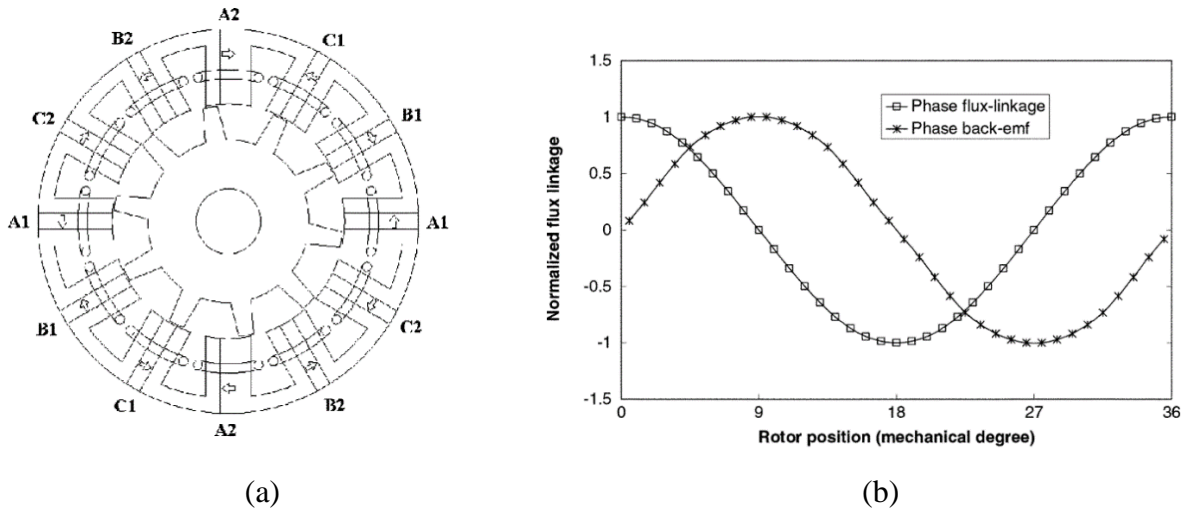 A2
B2
C1
C2
B1
A1
A1
B1
C2
C1
B2
A2
(a)
Normalized flux linkage
1.5
1
0.5
0
-0.5
-1
-1.5
Phase flux-linkage
Phase back-emf
0 9 18 27 36
Rotor position (mechanical degree)
(b)